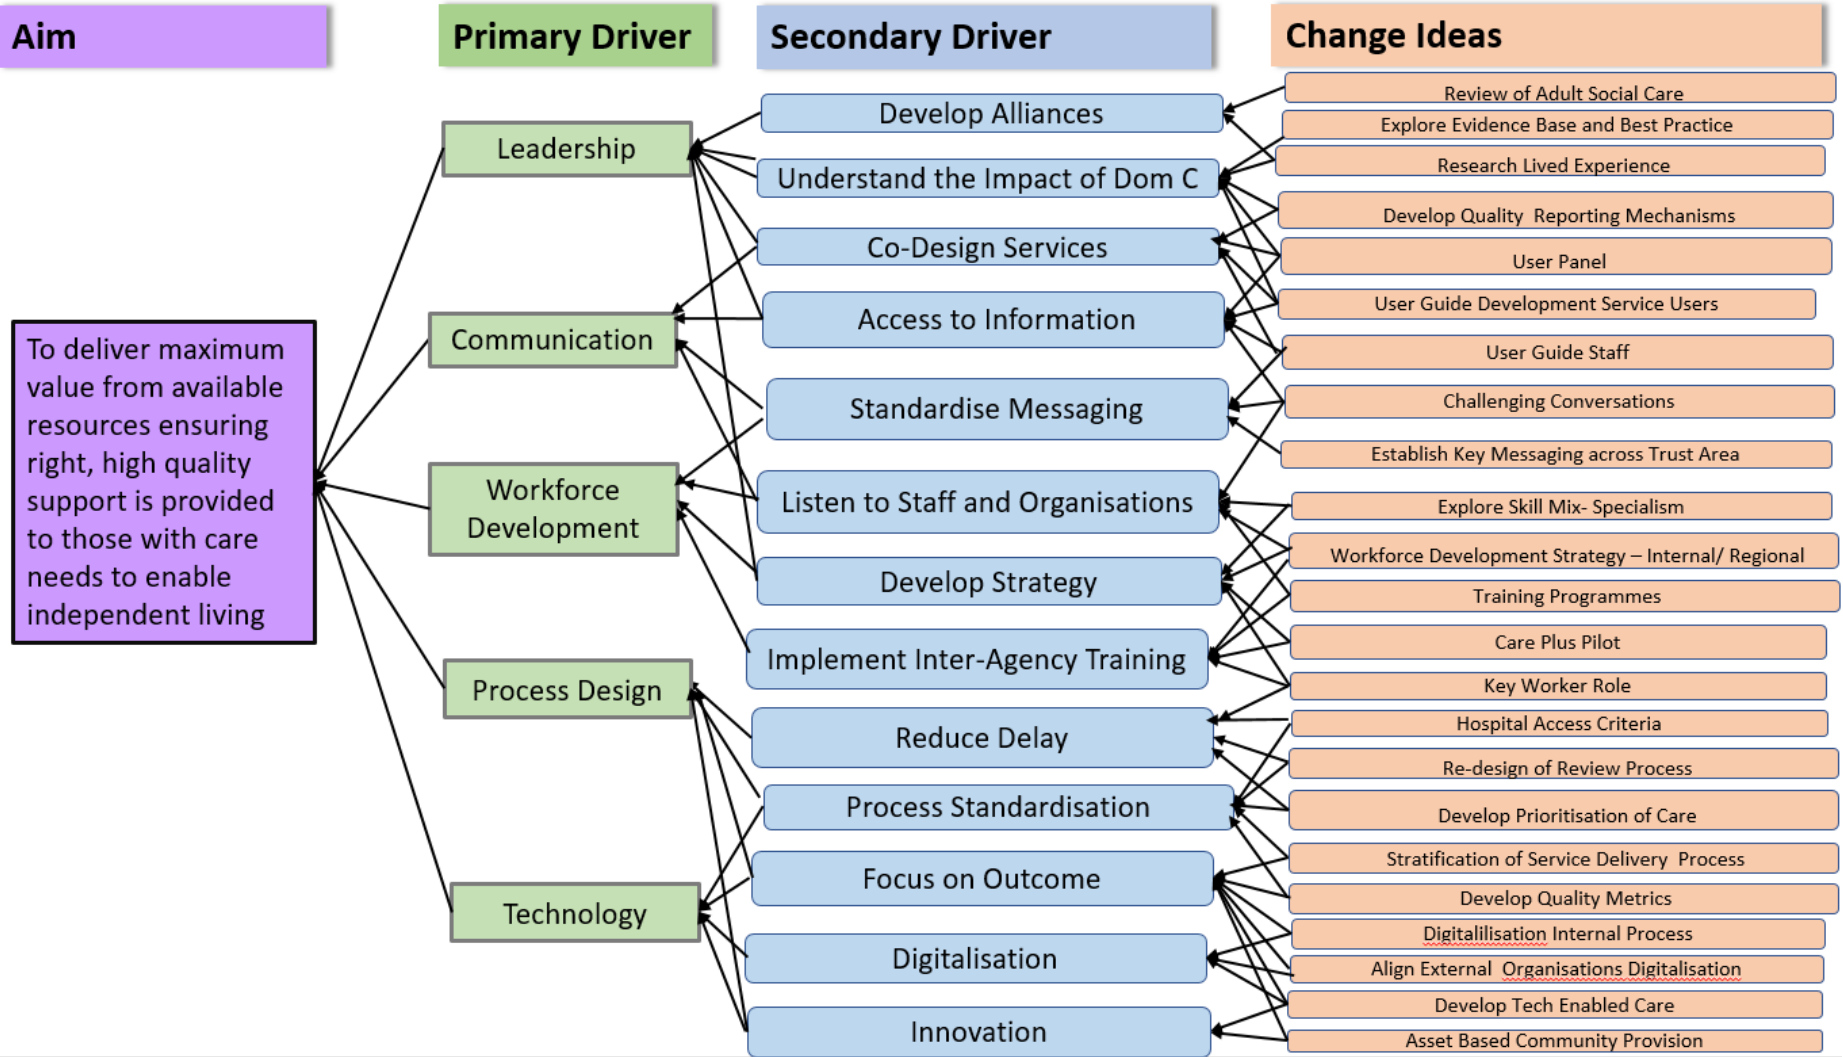 Aim
Primary Driver
Secondary Driver
Change Ideas
To deliver maximum
value from available
resources ensuring
right, high quality
support is provided
to those with care
needs to enable
independent living
Leadership
Communication
Workforce
Development
Process Design
Technology
Develop Alliances
Understand the Impact of Dom C
Co-Design Services
Access to Information
Standardise Messaging
Listen to Staff and Organisations
Develop Strategy
Implement Inter-Agency Training
Reduce Delay
Process Standardisation
Focus on Outcome
Digitalisation
Innovation
Review of Adult Social Care
Explore Evidence Base and Best Practice
Research Lived Experience
Develop Quality  Reporting Mechanisms
User Panel
User Guide Development Service Users
User Guide Staff
Challenging Conversations
Establish Key Messaging across Trust Area
Explore Skill Mix- Specialism
Workforce Development Strategy – Internal/ Regional
Training Programmes
Care Plus Pilot
Key Worker Role
Hospital Access Criteria
Re-design of Review Process
Develop Prioritisation of Care
Stratification of Service Delivery  Process
Develop Quality Metrics
Digitalilisation Internal Process
Align External  Organisations Digitalisation
Develop Tech Enabled Care
Asset Based Community Provision